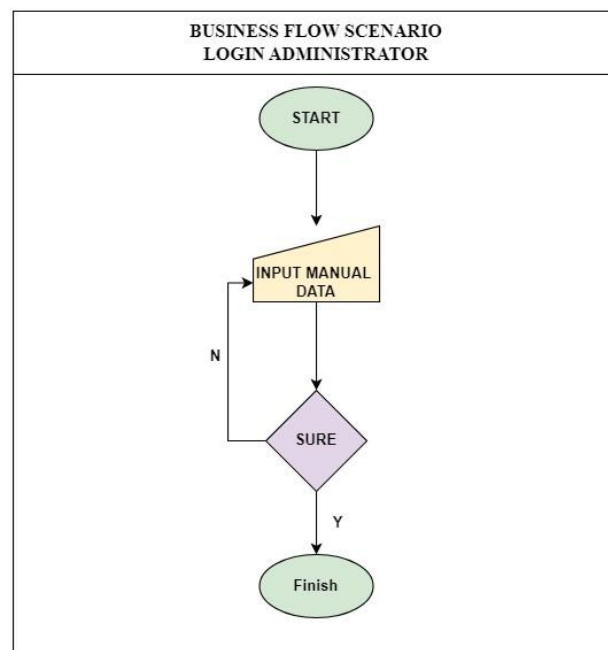 BUSINESS FLOW SCENARIO
LOGIN ADMINISTRATOR
START
INPUT MANUAL
DATA
N
SURE
Y
Finish